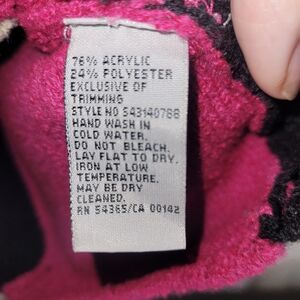 76% ACRYLIC
24% POLYESTER
EXCLUSIVE OF
TRIMMING
STYLE NO 543140788
HAND WASH IN
COLD WATER.
DO NOT BLEACH.
LAY FLAT TO DRY.
IRON AT LOW
TEMPERATURE.
MAY BE DRY
CLEANED.
RN 54365/CA 00142